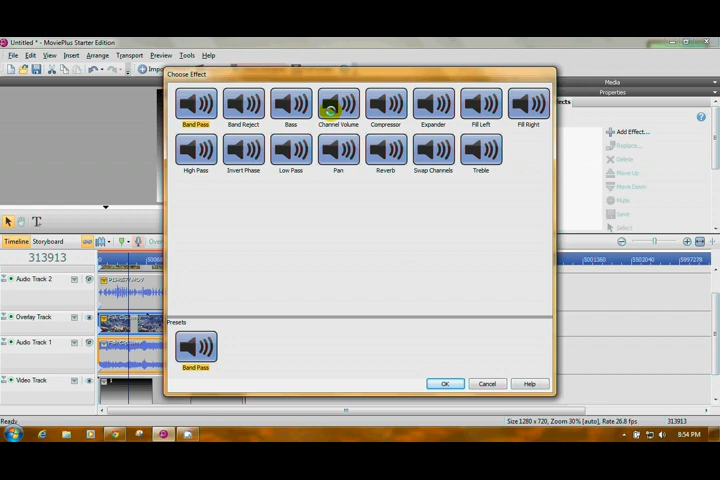 Untitled * - MoviePlus Starter Edition
File Edit View Insert Arrange Transport Preview Tools Help
Choose Effect
Media
Properties
Band Pass Band Reject Bass Channel Volume Compressor Expander Fill Left Fill Right
High Pass Invert Phase Low Pass Pan Reverb Swap Channels Treble
Add Effect...
Replace...
Delete
Move Up
Move Down
Mute
Save
Select
T
Timeline Storyboard
313913
Audio Track 2
Overlay Track
Audio Track 1
Video Track
Presets
Band Pass
OK Cancel Help
Ready
Size 1280 x 720, Zoom 30% [auto], Rate 26.8 fps 313913
8:54 PM